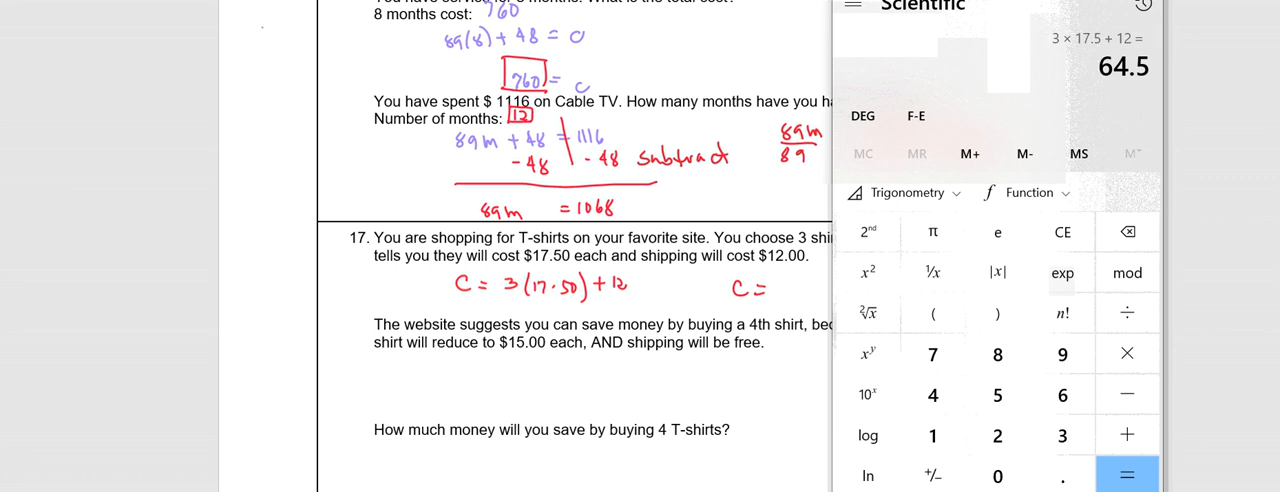 8 months cost: 760
89(8) + 48 = C
760 = C
You have spent $ 1116 on Cable TV. How many months have you
Number of months: 12
89m + 48 = 1116
- 48 - 48 subtract
89m
89
89m = 1068
17. You are shopping for T-shirts on your favorite site. You choose 3
tells you they will cost $17.50 each and shipping will cost $12.00.
C = 3(17.50) + 12 C =
The website suggests you can save money by buying a 4th shirt,
shirt will reduce to $15.00 each, AND shipping will be free.
How much money will you save by buying 4 T-shirts?
Scientific
3 × 17.5 + 12 =
64.5
DEG F-E
MC MR M+ M- MS M˅
Trigonometry f Function
2ⁿᵈ π e CE
x² ¹/x |x| exp mod
²√x ( ) n! ÷
xʸ 7 8 9 ×
10ˣ 4 5 6 −
log 1 2 3 +
ln +/− 0 . =